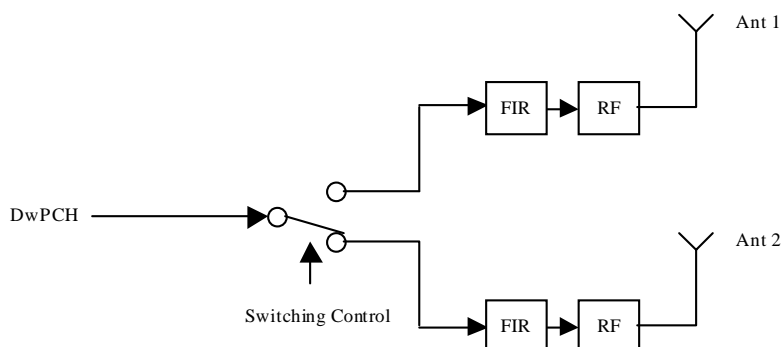 Ant 1
FIR
RF
DwPCH
Ant 2
Switching Control
FIR
RF